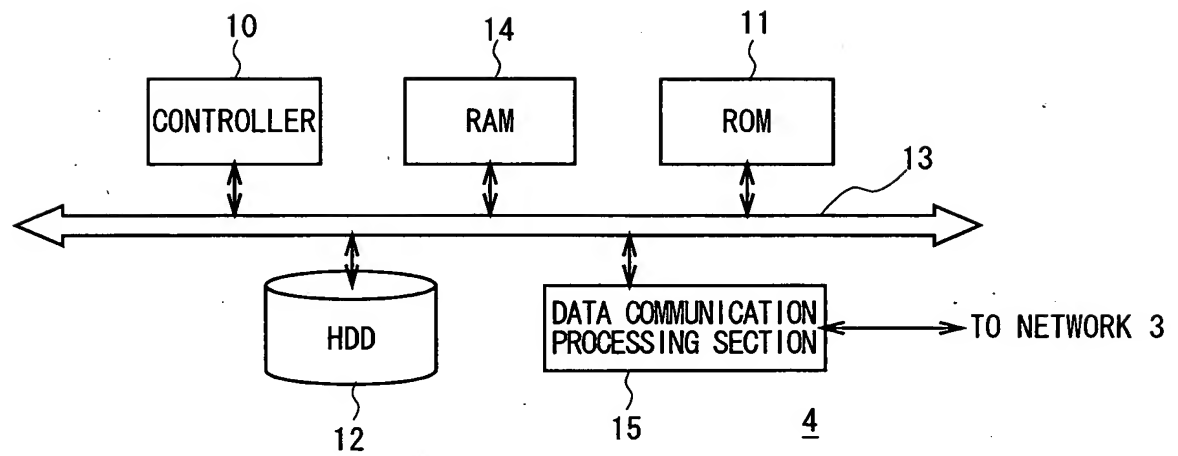 10
14
11
CONTROLLER
RAM
ROM
13
HDD
DATA COMMUNICATION
PROCESSING SECTION
TO NETWORK 3
12
15
4